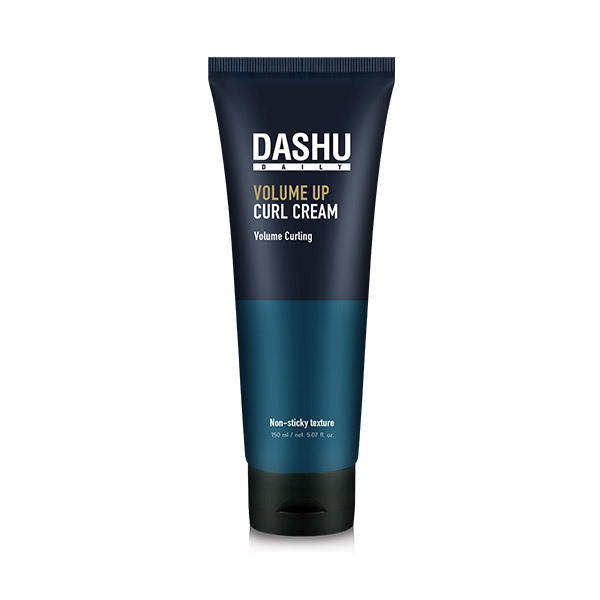 DASHU
DAILY
VOLUME UP
CURL CREAM
Volume Curling
Non-sticky texture
150 ml / net. 5.07 fl. oz.